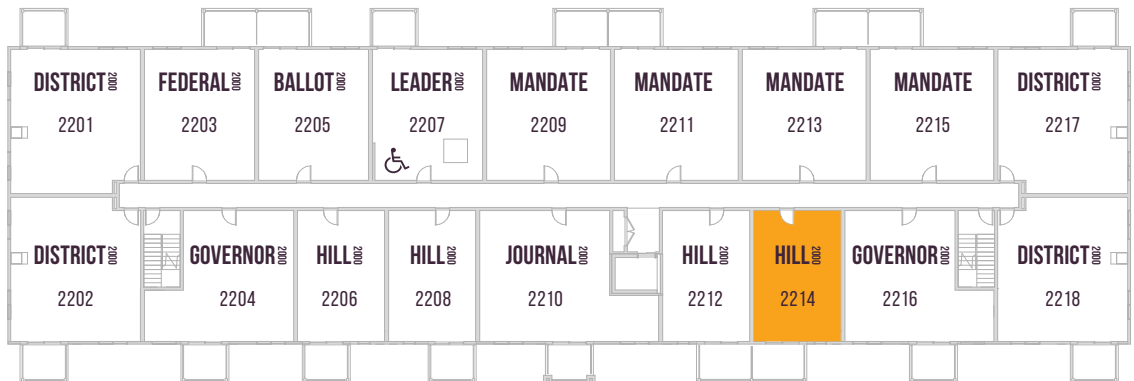 DISTRICT 2000 FEDERAL 2000 BALLOT 2000 LEADER 2000 MANDATE MANDATE MANDATE MANDATE DISTRICT 2000
2201 2203 2205 2207 2209 2211 2213 2215 2217
DISTRICT 2000 GOVERNOR 2000 HILL 2000 HILL 2000 JOURNAL 2000 HILL 2000 HILL 2000 GOVERNOR 2000 DISTRICT 2000
2202 2204 2206 2208 2210 2212 2214 2216 2218